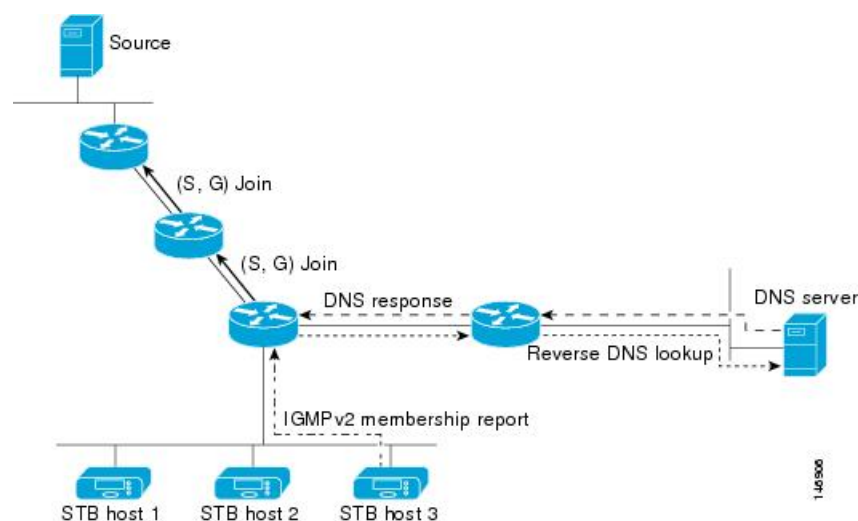 Source
(S, G) Join
(S, G) Join
DNS response
DNS server
Reverse DNS lookup
IGMPv2 membership report
STB host 1
STB host 2
STB host 3
146906